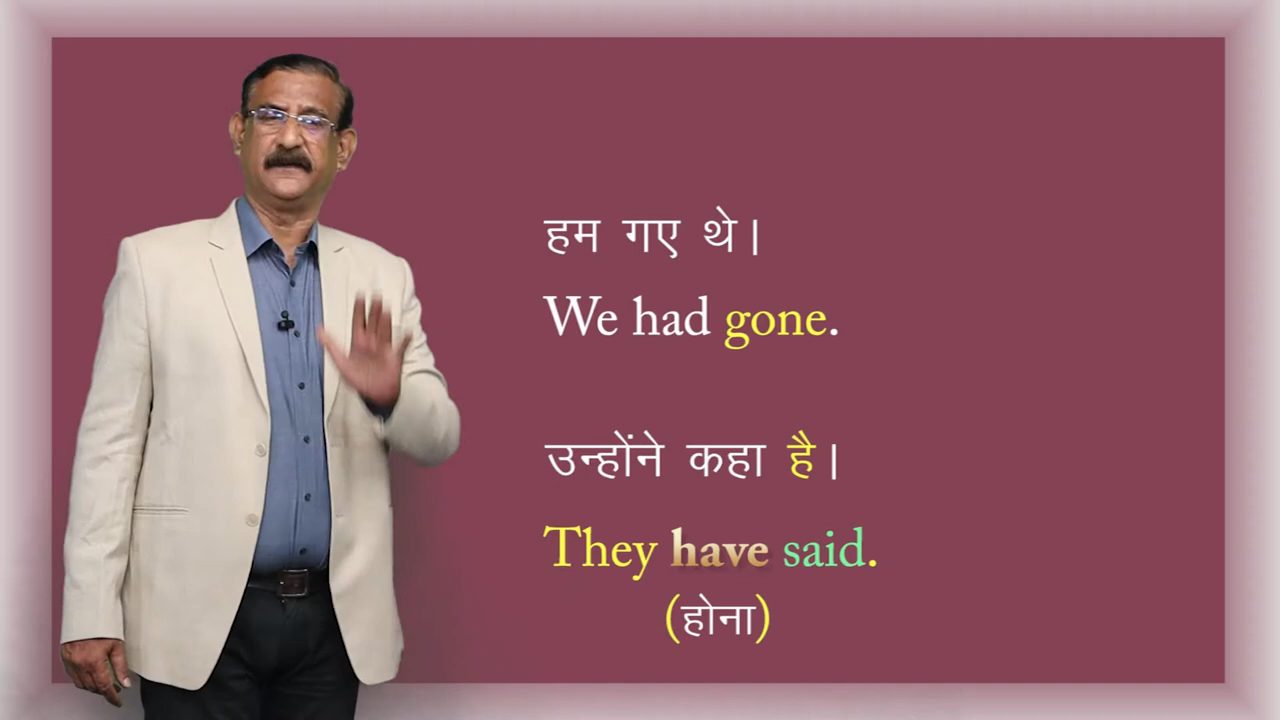 हम गए थे।
We had gone.
उन्होंने कहा है।
They have said.
(होना)